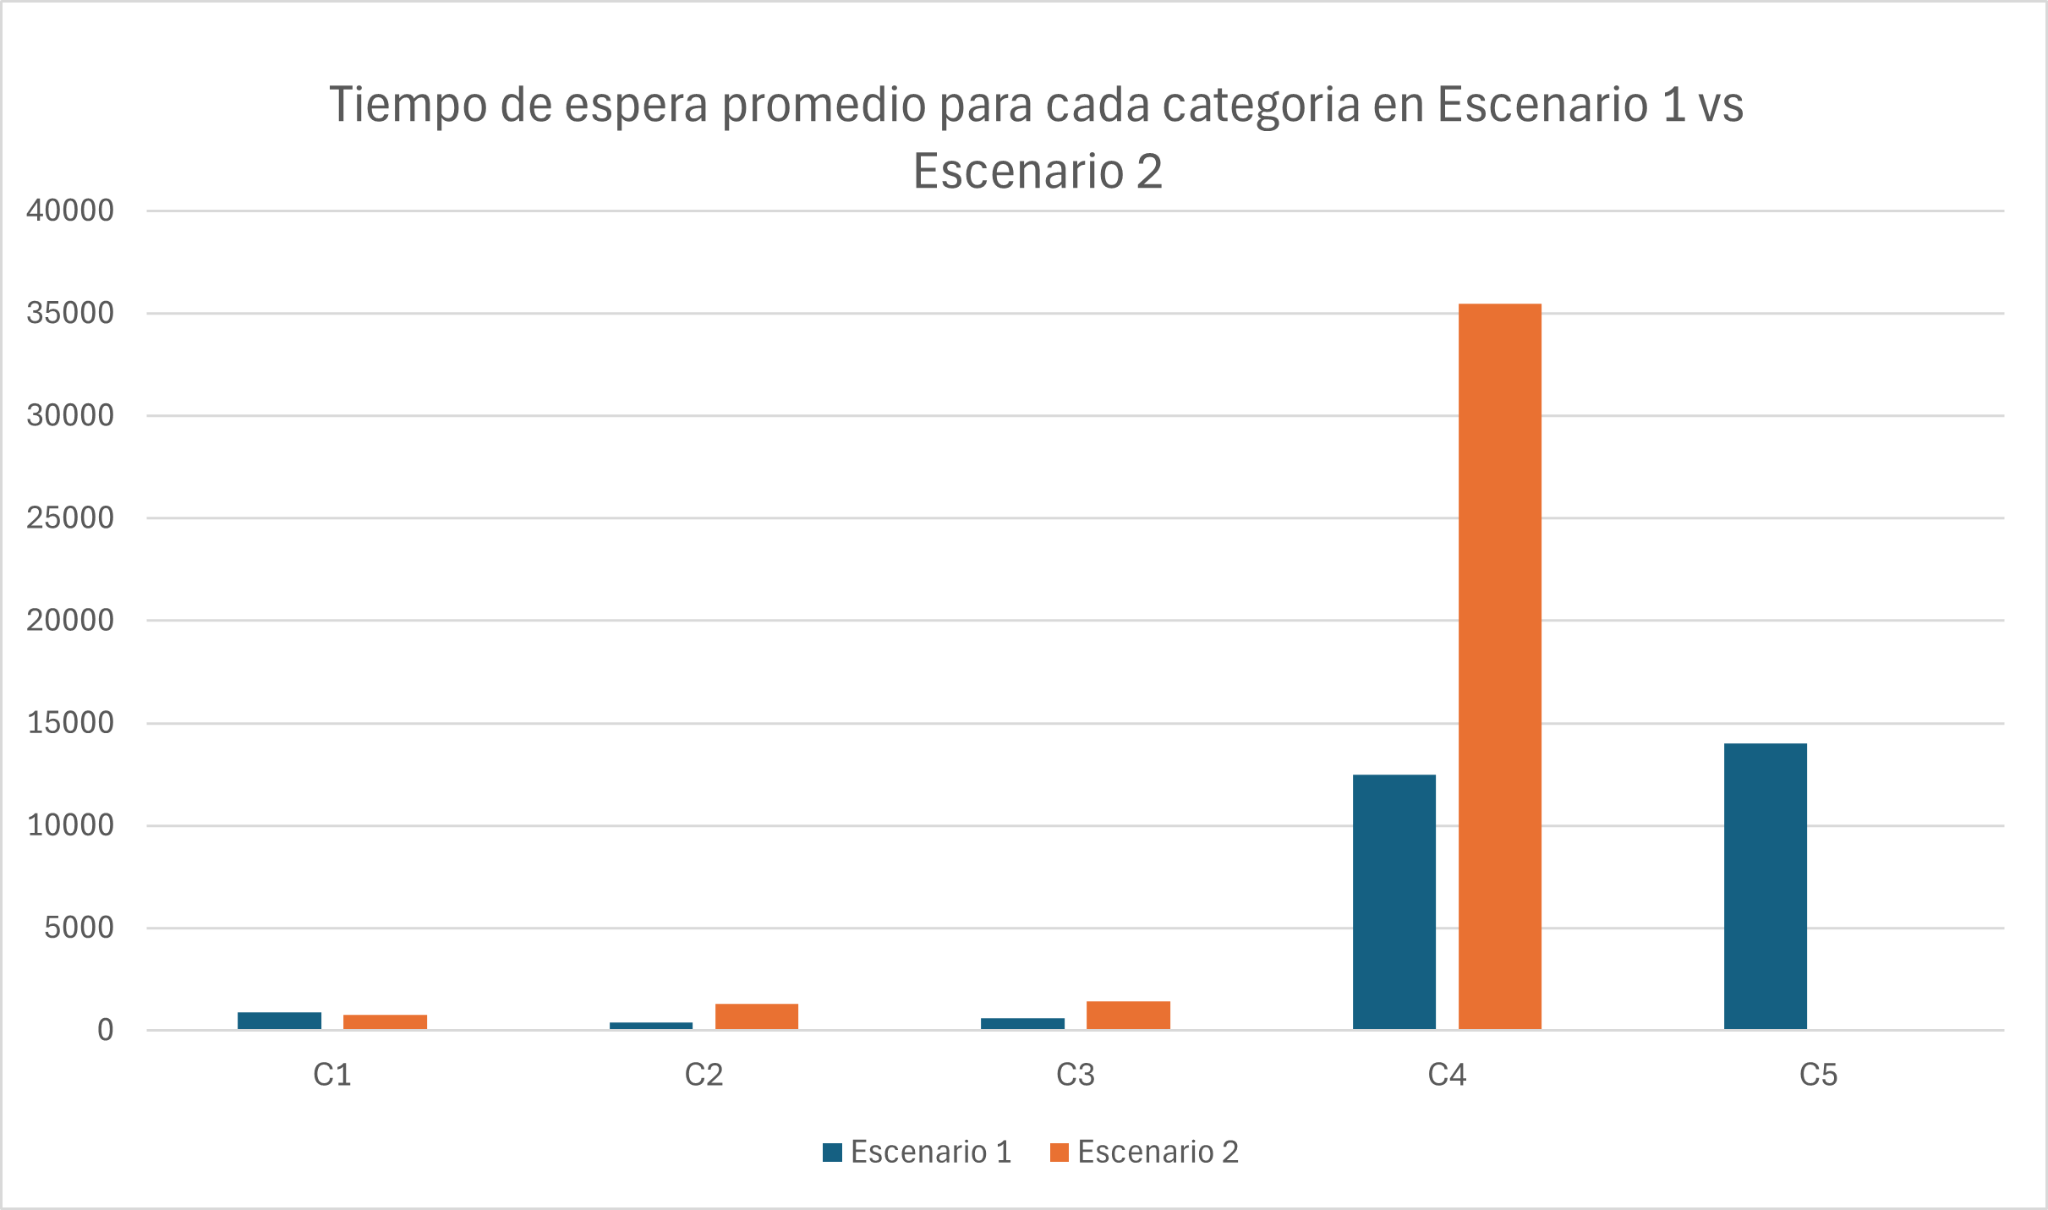 Tiempo de espera promedio para cada categoria en Escenario 1 vs
Escenario 2
40000
35000
30000
25000
20000
15000
10000
5000
0
C1 C2 C3 C4 C5
Escenario 1 Escenario 2